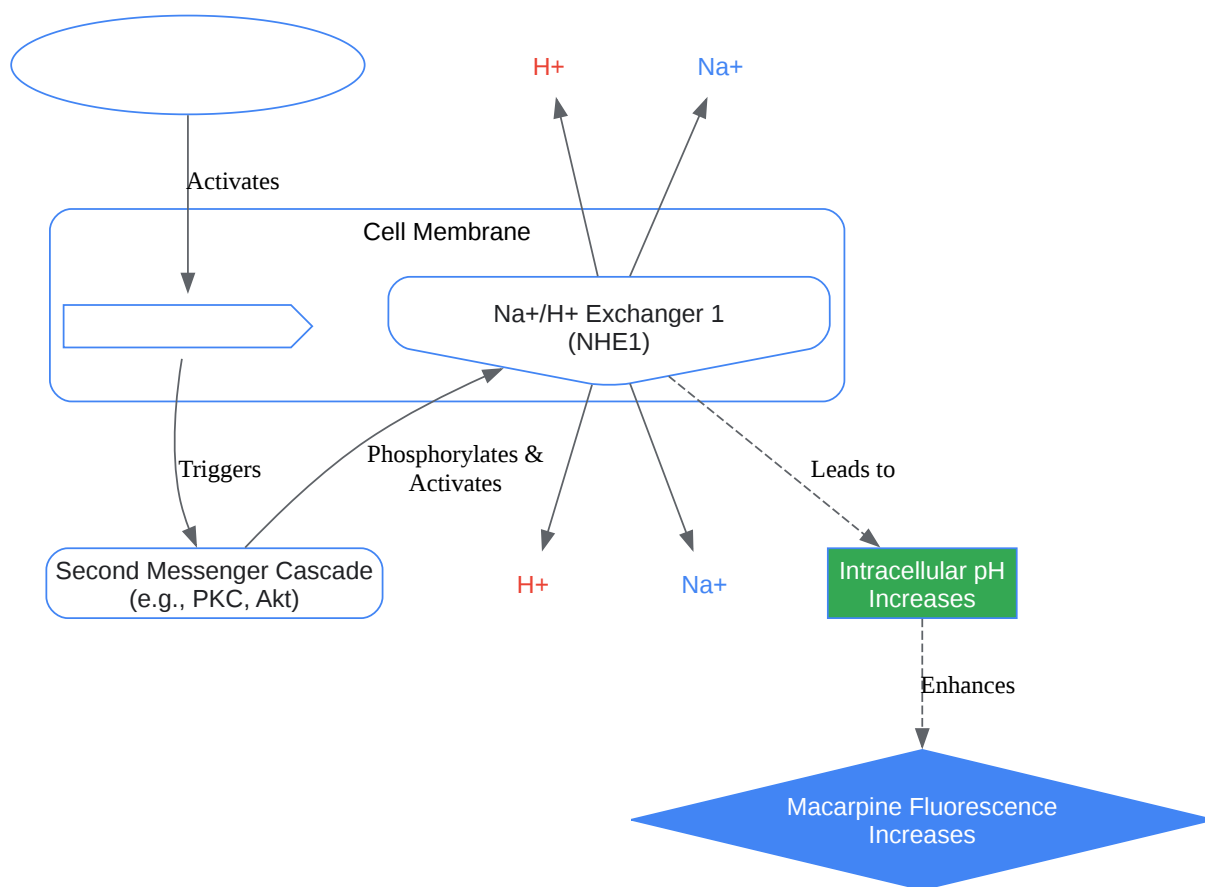 H+
Na+
Activates
Cell Membrane
Na+/H+ Exchanger 1
(NHE1)
Phosphorylates &
Activates
Triggers
Leads to
Second Messenger Cascade
(e.g., PKC, Akt)
H+
Na+
Intracellular pH
Increases
Enhances
Macarpine Fluorescence
Increases